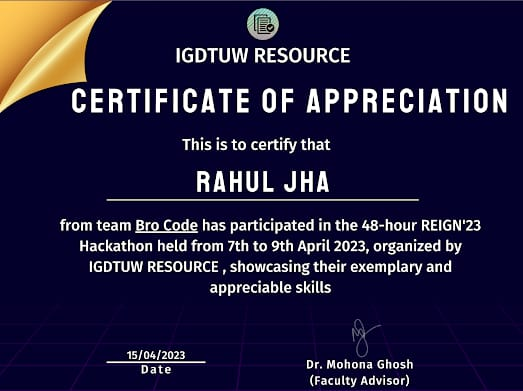 IGDTUW RESOURCE
CERTIFICATE OF APPRECIATION
This is to certify that
RAHUL JHA
from team Bro Code has participated in the 48-hour REIGN'23
Hackathon held from 7th to 9th April 2023, organized by
IGDTUW RESOURCE , showcasing their exemplary and
appreciable skills
15/04/2023
Date
Dr. Mohona Ghosh
(Faculty Advisor)